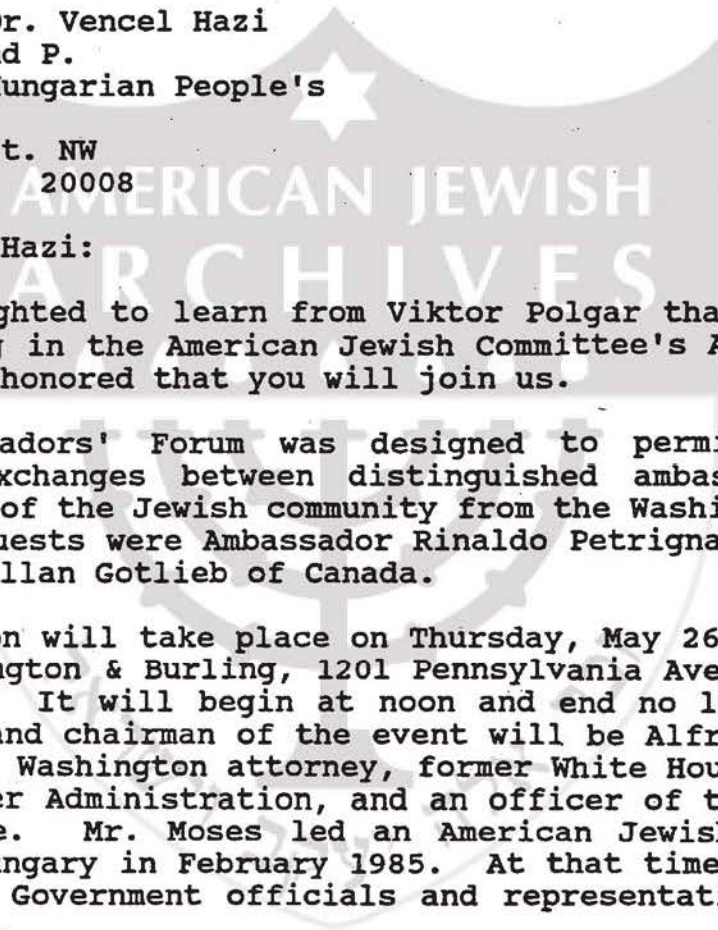 Dr. Vencel Hazi
d P.
Hungarian People's
t. NW
20008
AMERICAN JEWISH
Hazi:
ARCHIVES
ghted to learn from Viktor Polgar tha
g in the American Jewish Committee's A
honored that you will join us.
adors' Forum was designed to permi
xchanges between distinguished ambas
of the Jewish community from the Washi
uests were Ambassador Rinaldo Petrigna
llan Gotlieb of Canada.
on will take place on Thursday, May 26
ngton & Burling, 1201 Pennsylvania Ave
It will begin at noon and end no l
and chairman of the event will be Alfr
Washington attorney, former White Hou
er Administration, and an officer of t
e. Mr. Moses led an American Jewish
ungary in February 1985. At that time
Government officials and representati